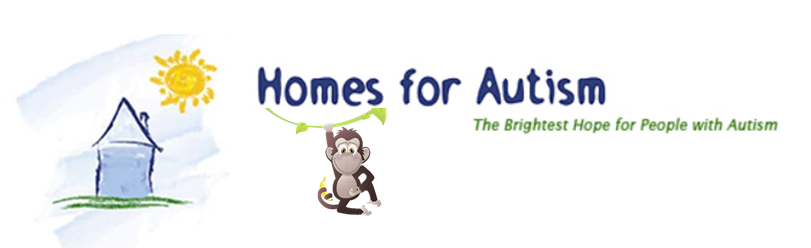 Homes for Autism
The Brightest Hope for People with Autism